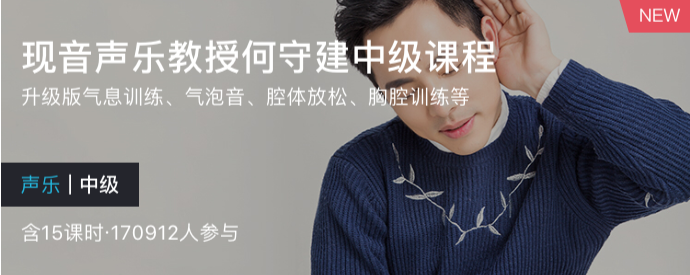 NEW
现音声乐教授何守建中级课程
升级版气息训练、气泡音、腔体放松、胸腔训练等
声乐 | 中级
含15课时·170912人参与